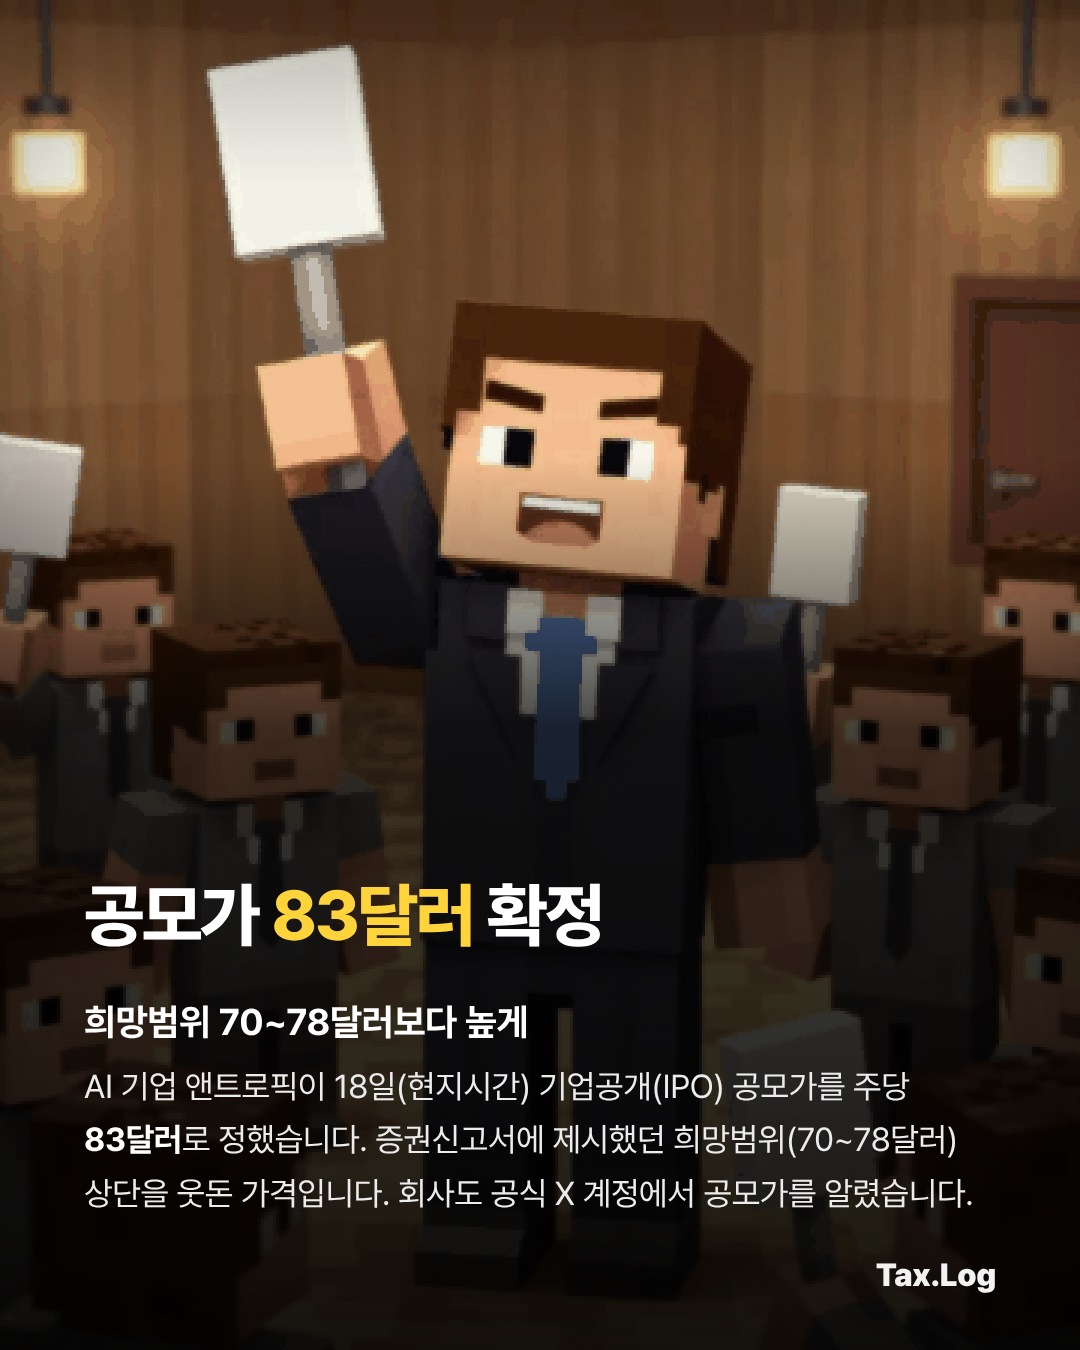 공모가 83달러 확정
희망범위 70~78달러보다 높게
AI 기업 앤트로픽이 18일(현지시간) 기업공개(IPO) 공모가를 주당
83달러로 정했습니다. 증권신고서에 제시했던 희망범위(70~78달러)
상단을 웃돈 가격입니다. 회사도 공식 X 계정에서 공모가를 알렸습니다.
Tax.Log